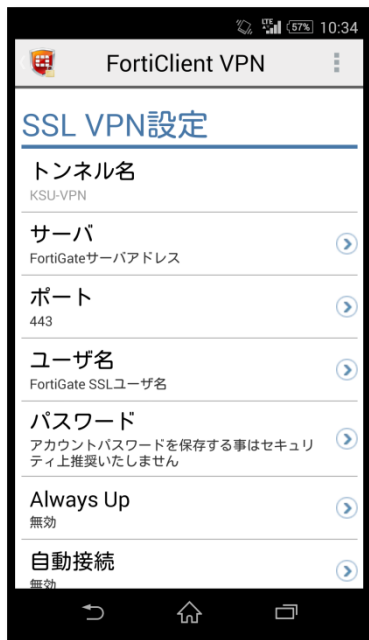 LTE 57% 10:34
FortiClient VPN
SSL VPN設定
トンネル名
KSU-VPN
サーバ
FortiGateサーバアドレス
ポート
443
ユーザ名
FortiGate SSLユーザ名
パスワード
アカウントパスワードを保存する事はセキュリ
ティ上推奨いたしません
Always Up
無効
自動接続
無効